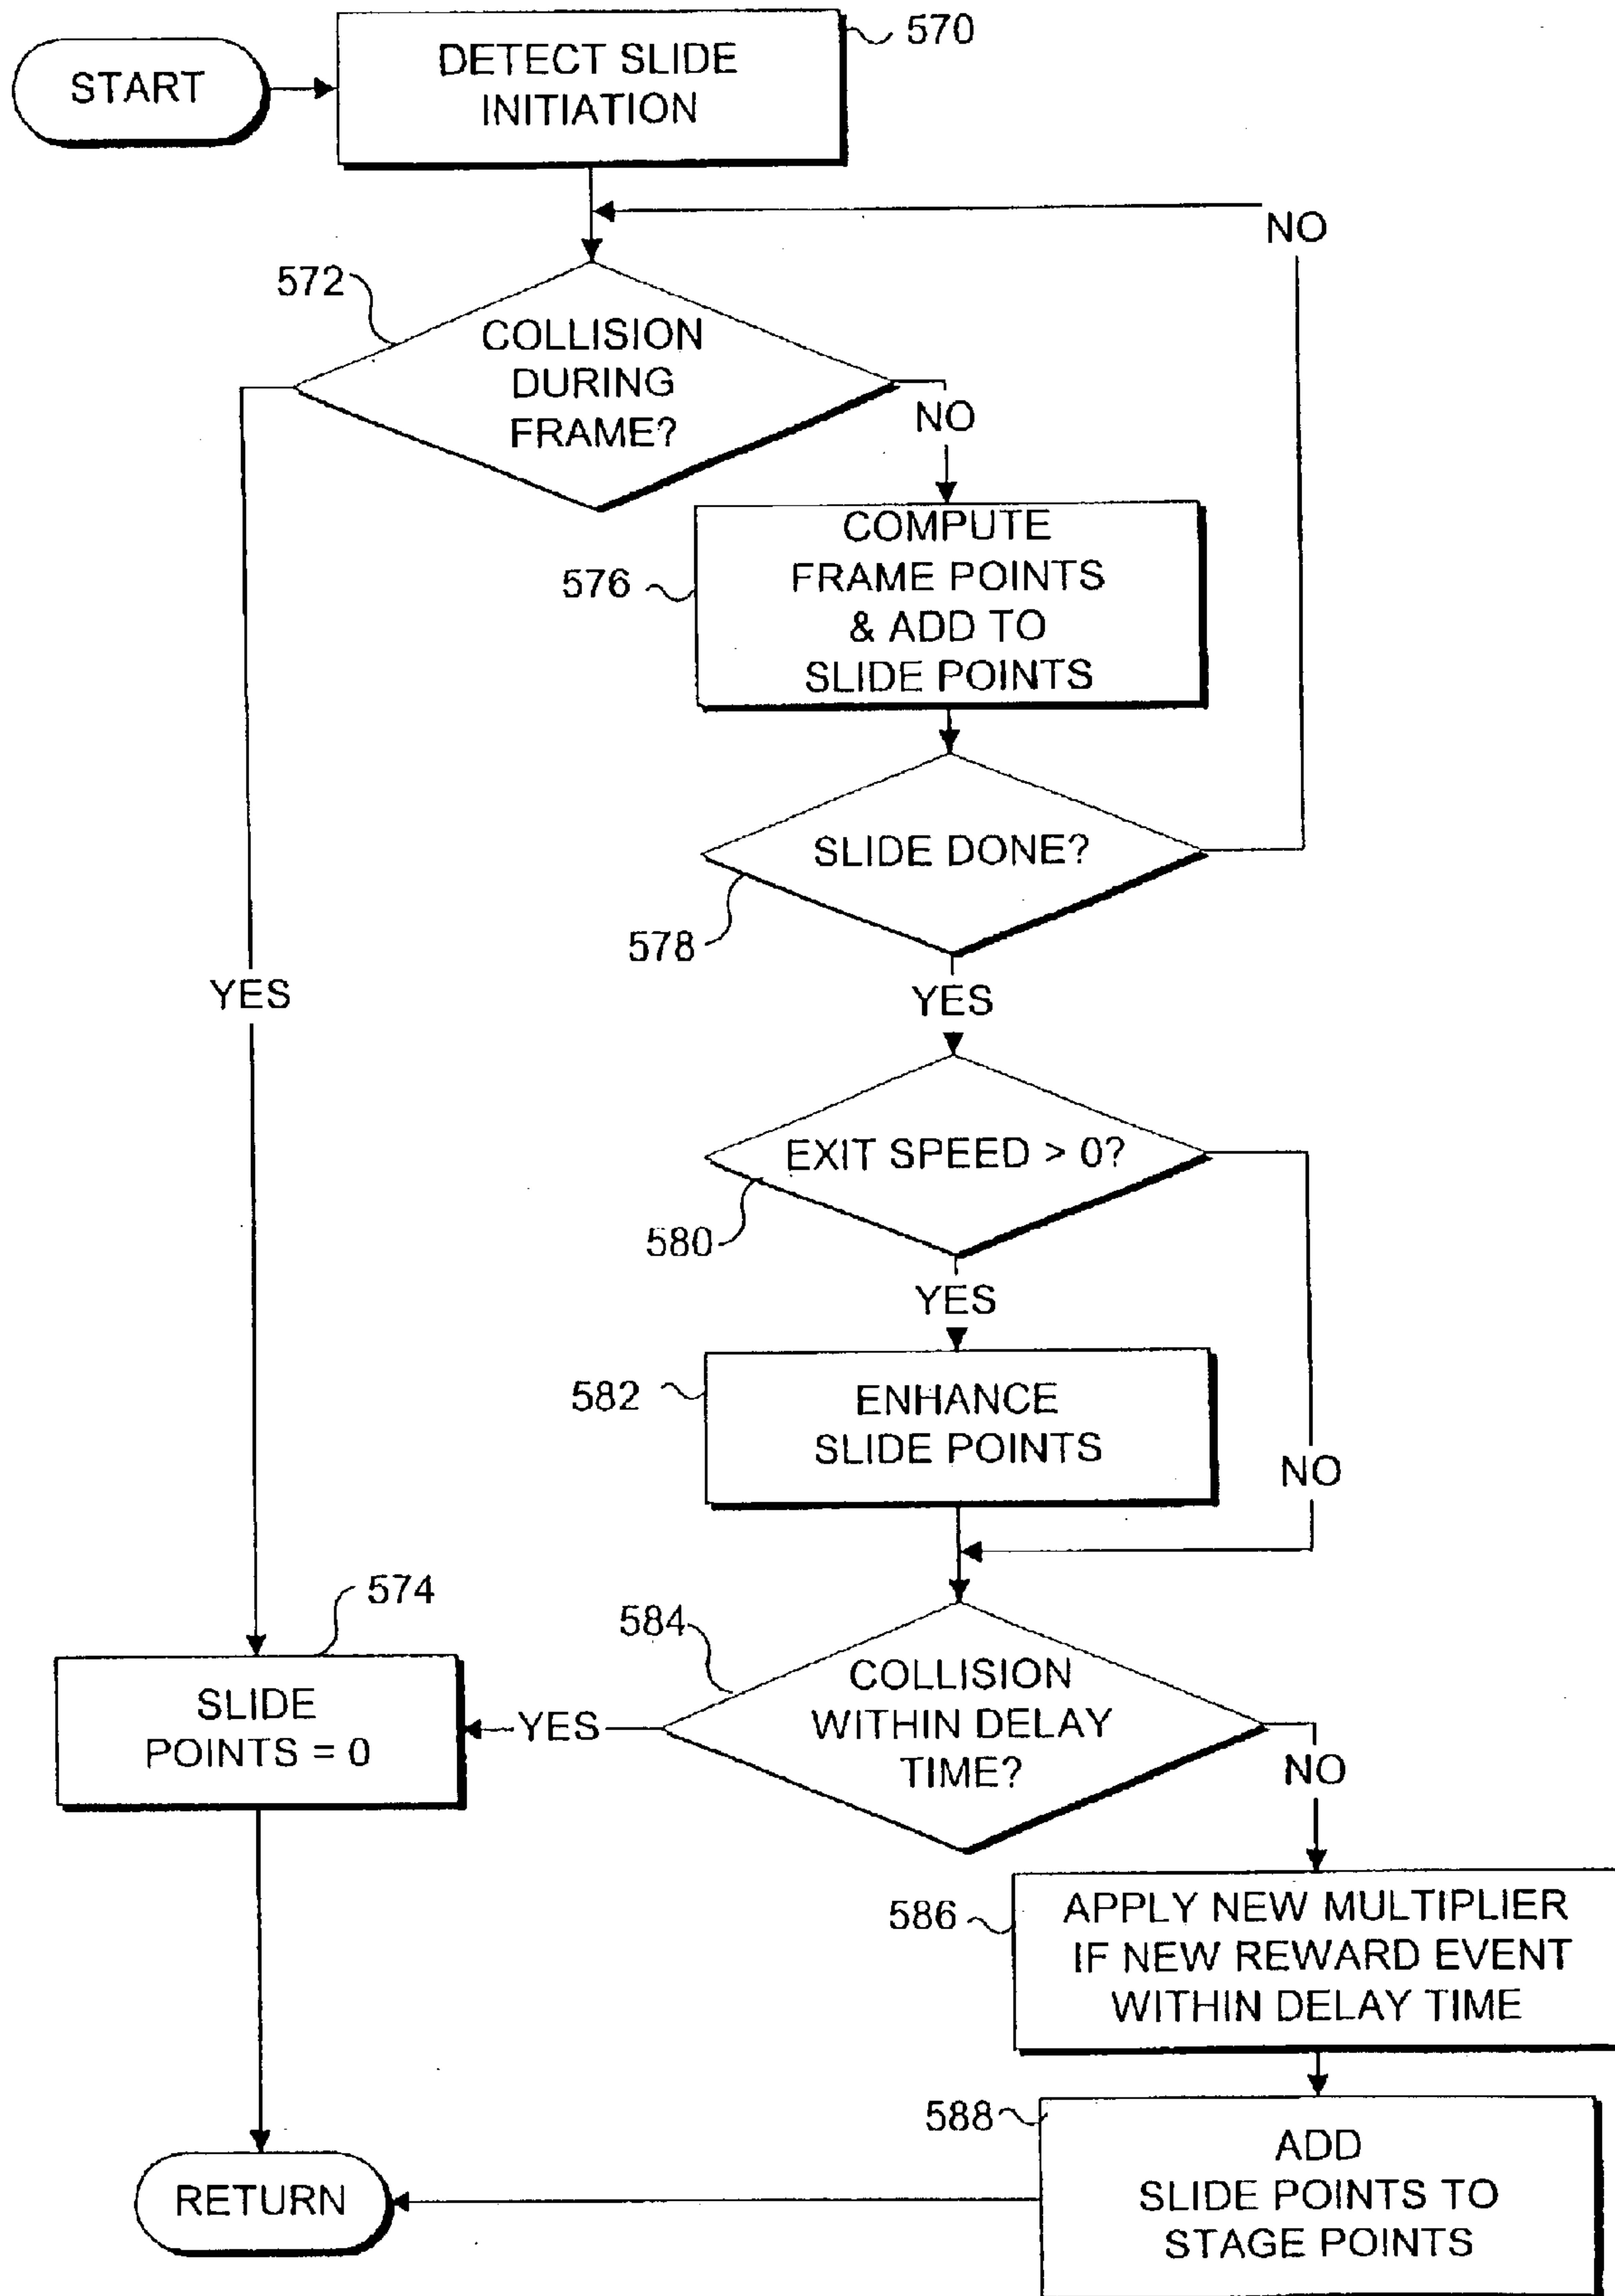 START
DETECT SLIDE
INITIATION
570
NO
572
COLLISION
DURING
FRAME?
NO
COMPUTE
FRAME POINTS
& ADD TO
SLIDE POINTS
576
SLIDE DONE?
578
YES
YES
EXIT SPEED > 0?
580
YES
582
ENHANCE
SLIDE POINTS
NO
574
584
COLLISION
WITHIN DELAY
TIME?
SLIDE
POINTS = 0
YES
NO
586
APPLY NEW MULTIPLIER
IF NEW REWARD EVENT
WITHIN DELAY TIME
588
ADD
SLIDE POINTS TO
STAGE POINTS
RETURN